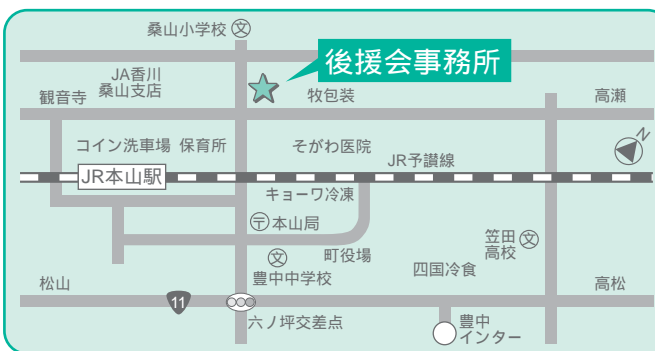 桑山小学校 文
後援会事務所
JA香川
桑山支店
牧包装
観音寺
高瀬
N
コイン洗車場 保育所
そがわ医院
JR予讃線
JR本山駅
キョーワ冷凍
〒本山局
笠田
高校
文
文
町役場
豊中中学校
四国冷食
松山
高松
11
六ノ坪交差点
豊中
インター